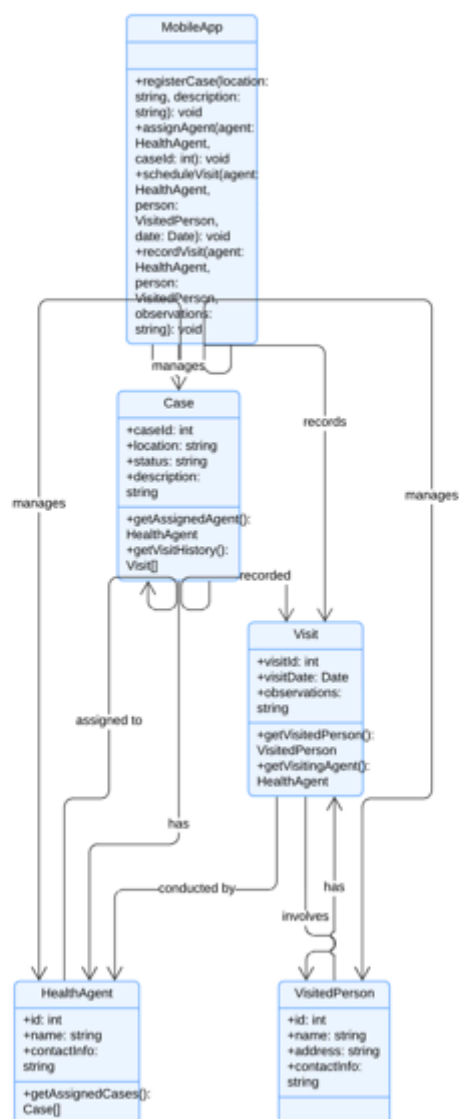 MobileApp
+registerCase(location:
string, description:
string): void
+assignAgent(agent:
HealthAgent,
caseId: int): void
+scheduleVisit(agent:
HealthAgent,
person:
VisitedPerson,
date: Date): void
+recordVisit(agent:
HealthAgent,
person:
VisitedPerson,
observations:
string): void
manages
Case
+caseId: int
+location: string
+status: string
+description:
string
+getAssignedAgent():
HealthAgent
+getVisitHistory():
Visit[]
records
manages
manages
recorded
Visit
+visitId: int
+visitDate: Date
+observations:
string
+getVisitedPerson():
VisitedPerson
+getVisitingAgent():
HealthAgent
assigned to
has
conducted by
has
involves
HealthAgent
+id: int
+name: string
+contactInfo:
string
+getAssignedCases():
Case[]
VisitedPerson
+id: int
+name: string
+address: string
+contactInfo:
string